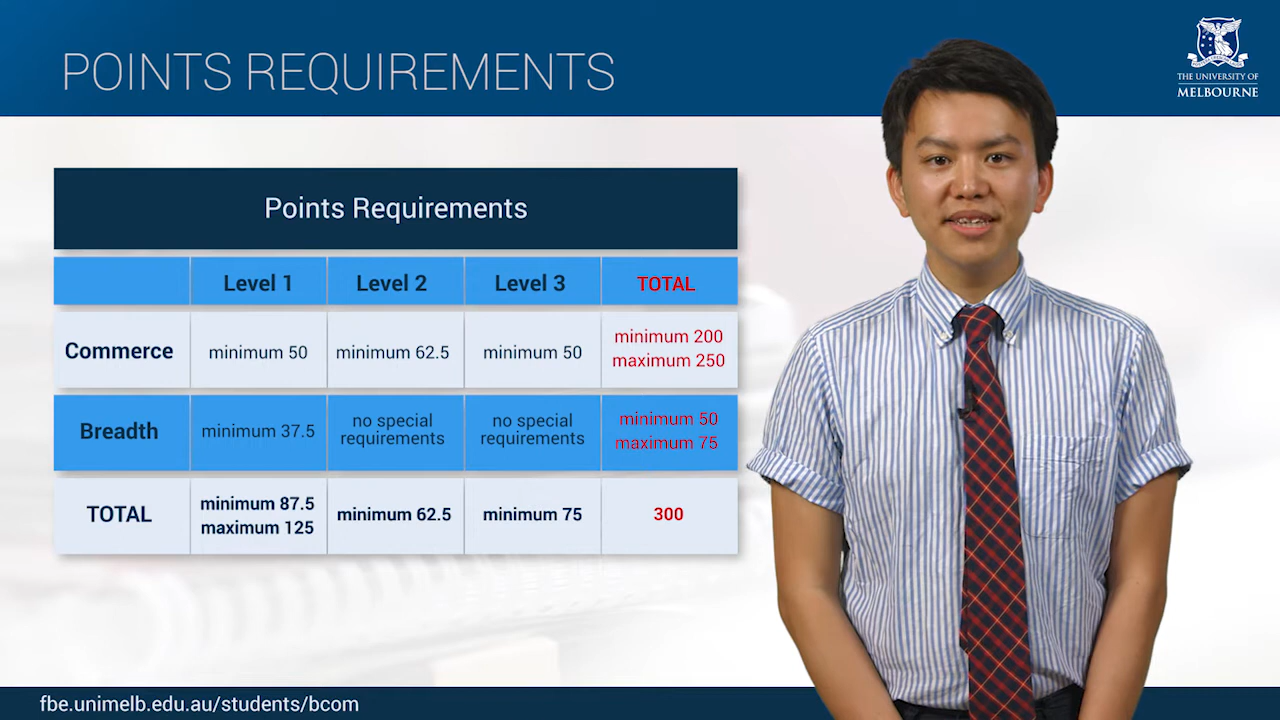 POINTS REQUIREMENTS
THE UNIVERSITY OF
MELBOURNE
Points Requirements
Level 1 Level 2 Level 3 TOTAL
Commerce minimum 50 minimum 62.5 minimum 50 minimum 200
maximum 250
Breadth minimum 37.5 no special
requirements no special
requirements minimum 50
maximum 75
TOTAL minimum 87.5
maximum 125 minimum 62.5 minimum 75 300
fbe.unimelb.edu.au/students/bcom